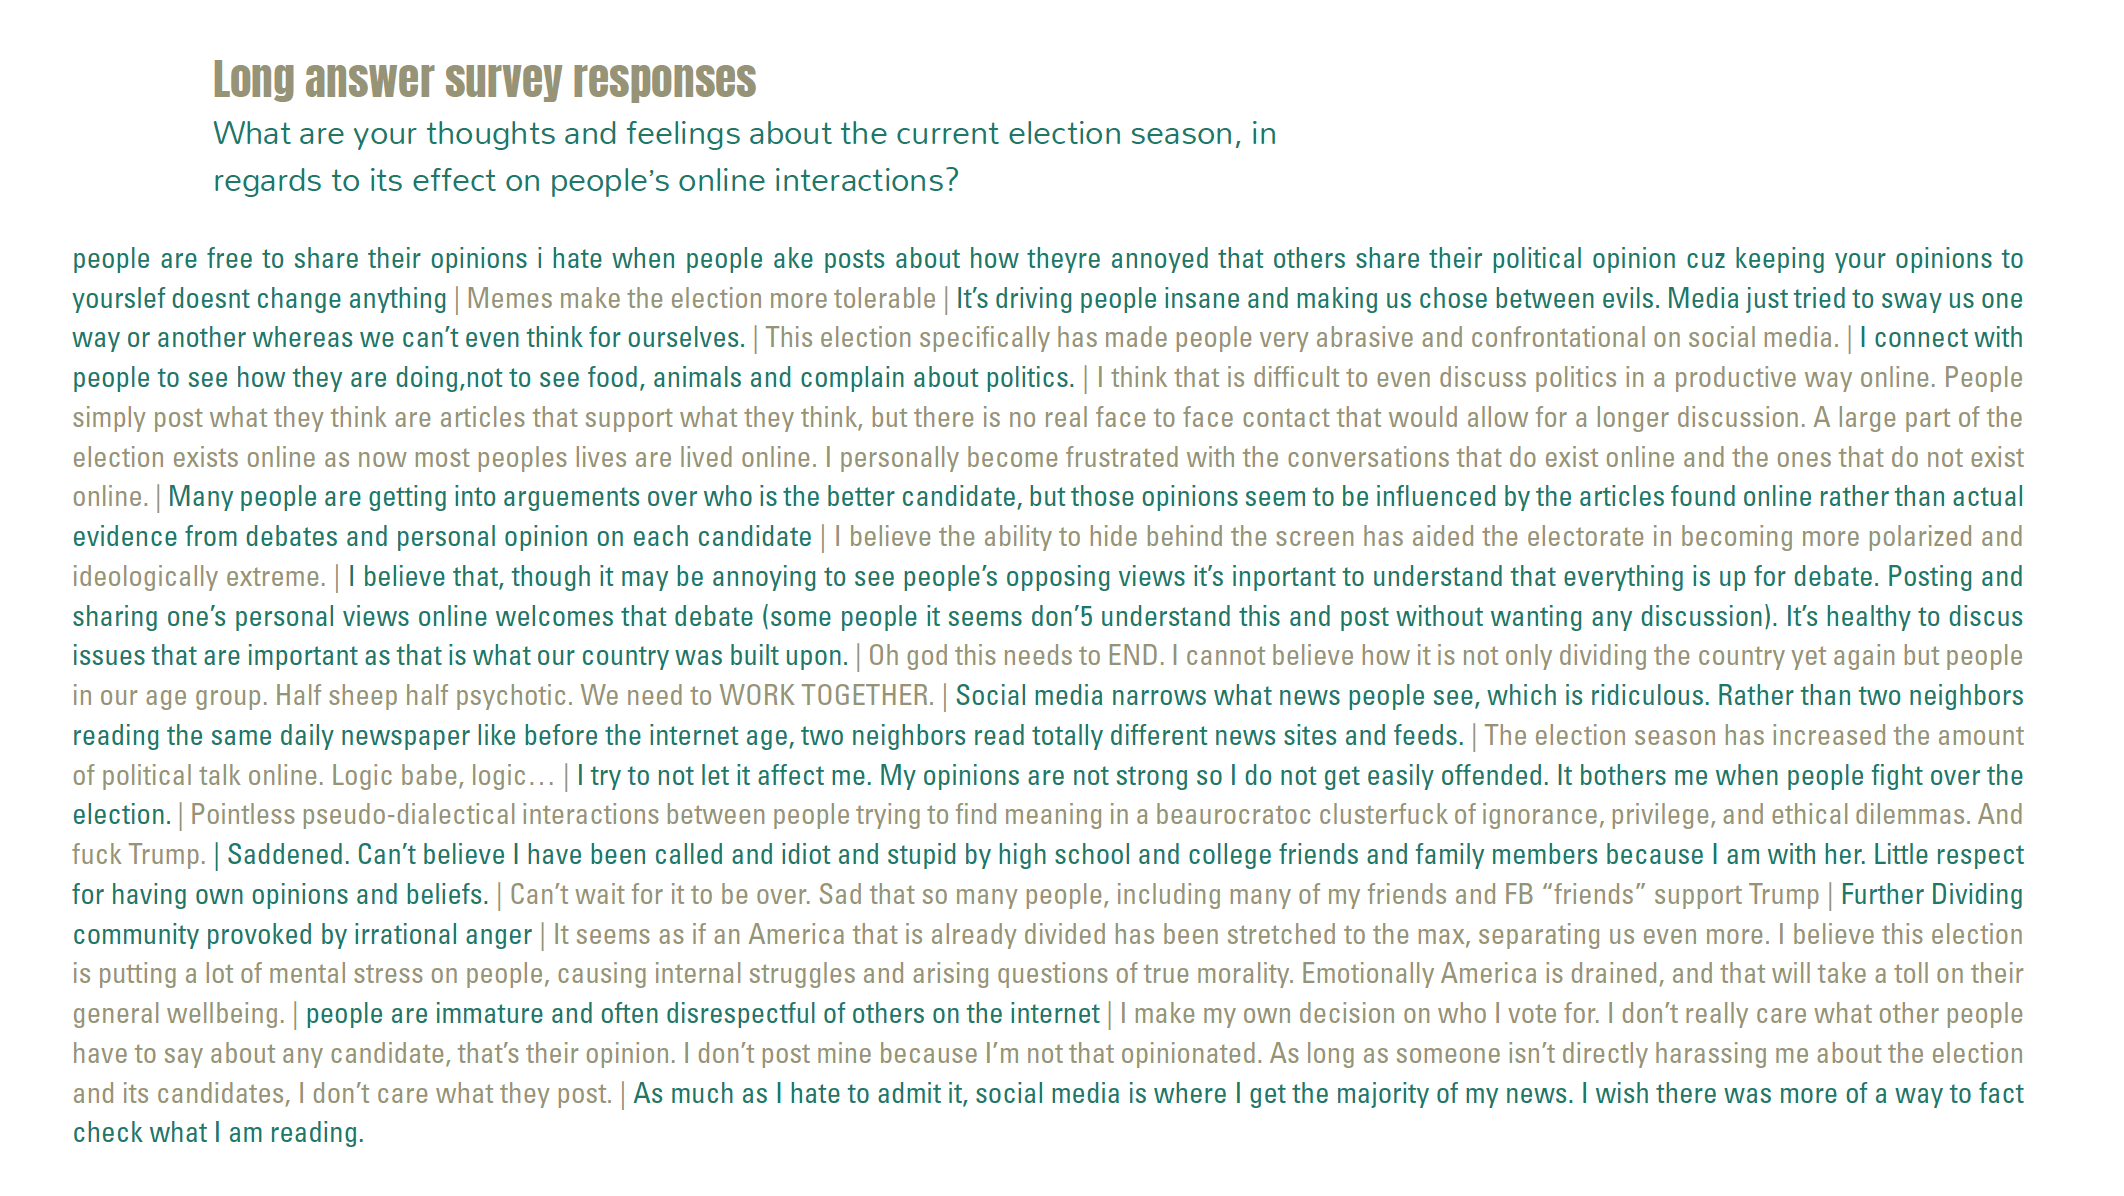 Long answer survey responses
What are your thoughts and feelings about the current election season, in
regards to its effect on people’s online interactions?
people are free to share their opinions i hate when people ake posts about how theyre annoyed that others share their political opinion cuz keeping your opinions to
yourslef doesnt change anything | Memes make the election more tolerable | It’s driving people insane and making us chose between evils. Media just tried to sway us one
way or another whereas we can’t even think for ourselves. | This election specifically has made people very abrasive and confrontational on social media. | I connect with
people to see how they are doing,not to see food, animals and complain about politics. | I think that is difficult to even discuss politics in a productive way online. People
simply post what they think are articles that support what they think, but there is no real face to face contact that would allow for a longer discussion. A large part of the
election exists online as now most peoples lives are lived online. I personally become frustrated with the conversations that do exist online and the ones that do not exist
online. | Many people are getting into arguements over who is the better candidate, but those opinions seem to be influenced by the articles found online rather than actual
evidence from debates and personal opinion on each candidate | I believe the ability to hide behind the screen has aided the electorate in becoming more polarized and
ideologically extreme. | I believe that, though it may be annoying to see people’s opposing views it’s inportant to understand that everything is up for debate. Posting and
sharing one’s personal views online welcomes that debate (some people it seems don’5 understand this and post without wanting any discussion). It’s healthy to discus
issues that are important as that is what our country was built upon. | Oh god this needs to END. I cannot believe how it is not only dividing the country yet again but people
in our age group. Half sheep half psychotic. We need to WORK TOGETHER. | Social media narrows what news people see, which is ridiculous. Rather than two neighbors
reading the same daily newspaper like before the internet age, two neighbors read totally different news sites and feeds. | The election season has increased the amount
of political talk online. Logic babe, logic… | I try to not let it affect me. My opinions are not strong so I do not get easily offended. It bothers me when people fight over the
election. | Pointless pseudo-dialectical interactions between people trying to find meaning in a beaurocratoc clusterfuck of ignorance, privilege, and ethical dilemmas. And
fuck Trump. | Saddened. Can’t believe I have been called and idiot and stupid by high school and college friends and family members because I am with her. Little respect
for having own opinions and beliefs. | Can’t wait for it to be over. Sad that so many people, including many of my friends and FB “friends” support Trump | Further Dividing
community provoked by irrational anger | It seems as if an America that is already divided has been stretched to the max, separating us even more. I believe this election
is putting a lot of mental stress on people, causing internal struggles and arising questions of true morality. Emotionally America is drained, and that will take a toll on their
general wellbeing. | people are immature and often disrespectful of others on the internet | I make my own decision on who I vote for. I don’t really care what other people
have to say about any candidate, that’s their opinion. I don’t post mine because I’m not that opinionated. As long as someone isn’t directly harassing me about the election
and its candidates, I don’t care what they post. | As much as I hate to admit it, social media is where I get the majority of my news. I wish there was more of a way to fact
check what I am reading.